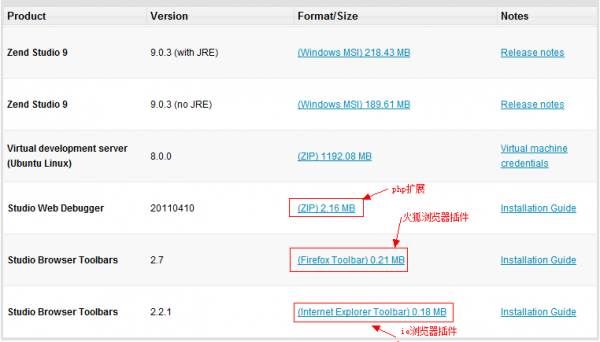 Product Version Format/Size Notes
Zend Studio 9 9.0.3 (with JRE) (Windows MSI) 218.43 MB Release notes
Zend Studio 9 9.0.3 (no JRE) (Windows MSI) 189.61 MB Release notes
Virtual development server Virtual machine
(Ubuntu Linux) 8.0.0 (ZIP) 1192.08 MB credentials
php扩展
Studio Web Debugger 20110410 (ZIP) 2.16 MB Installation Guide
火狐浏览器插件
Studio Browser Toolbars 2.7 (Firefox Toolbar) 0.21 MB Installation Guide
Studio Browser Toolbars 2.2.1 (Internet Explorer Toolbar) 0.18 MB Installation Guide
ie浏览器插件